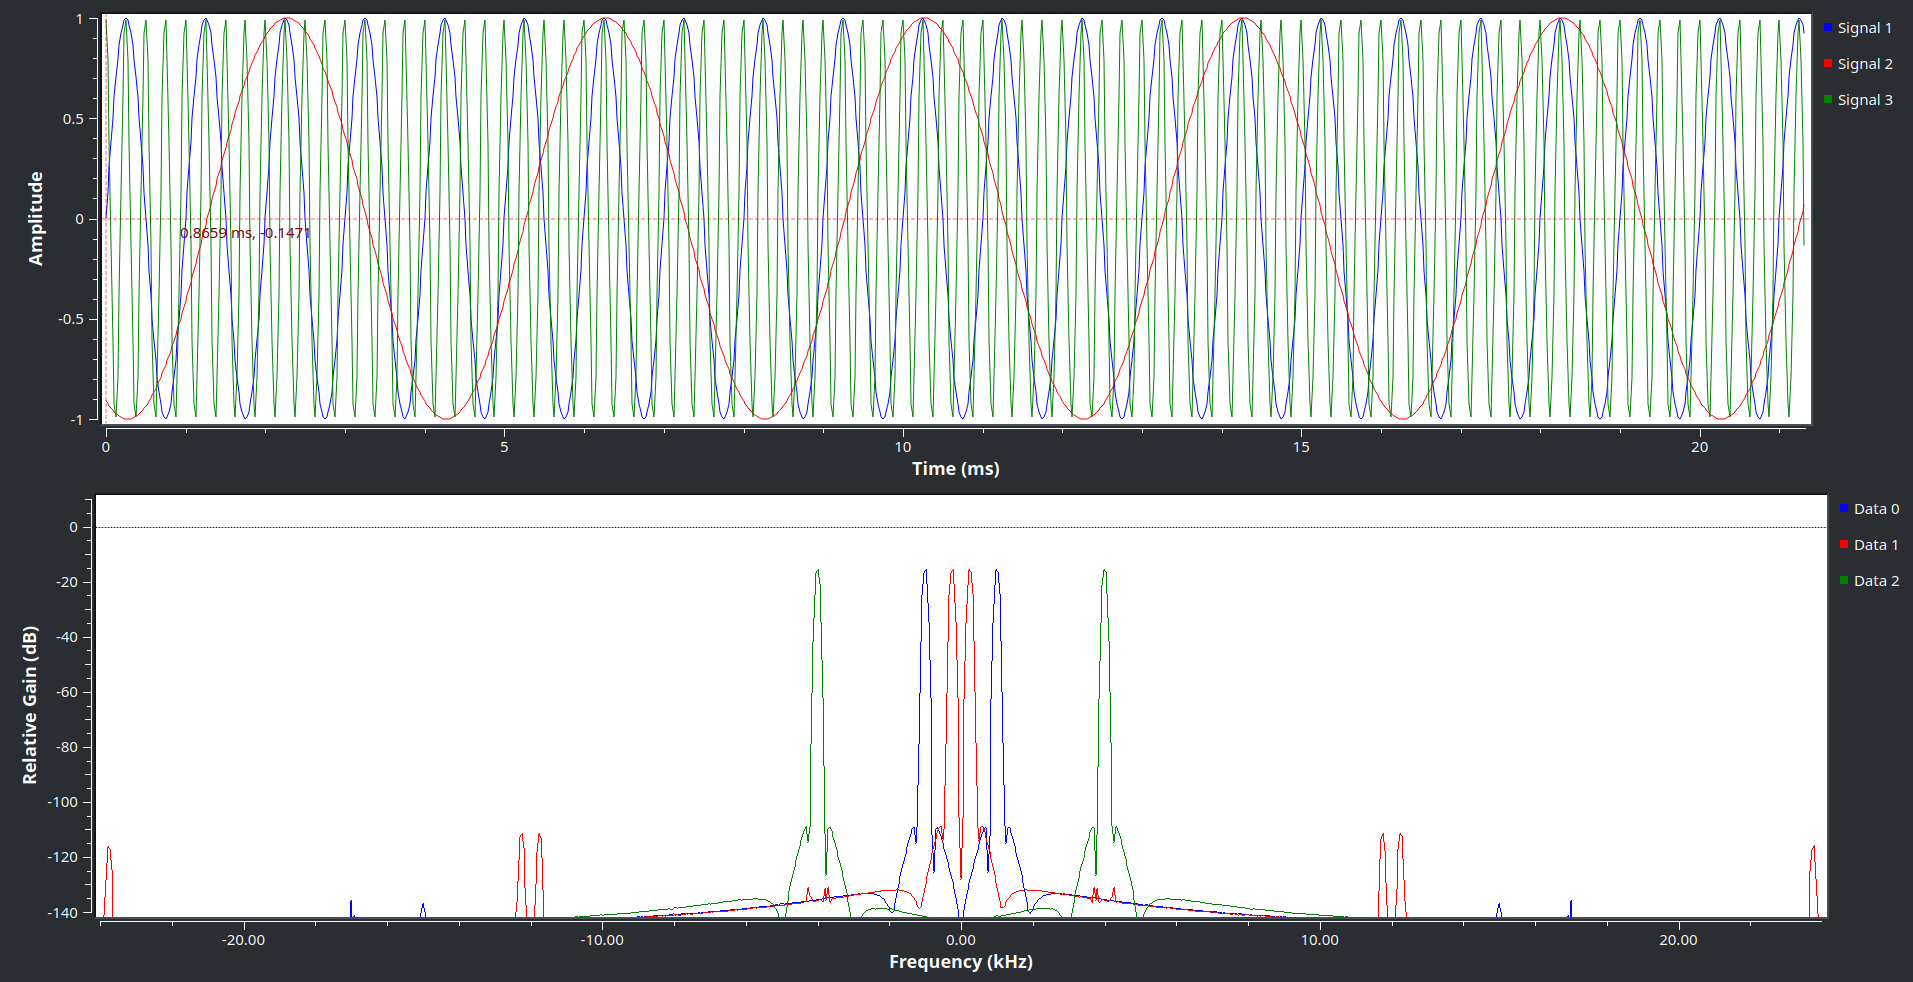 1
0.5
0
-0.5
-1
Amplitude
0.8659 ms, -0.1471
0
5
10
15
20
Time (ms)
Signal 1
Signal 2
Signal 3
0
-20
-40
-60
-80
-100
-120
-140
Relative Gain (dB)
-20.00
-10.00
0.00
10.00
20.00
Frequency (kHz)
Data 0
Data 1
Data 2